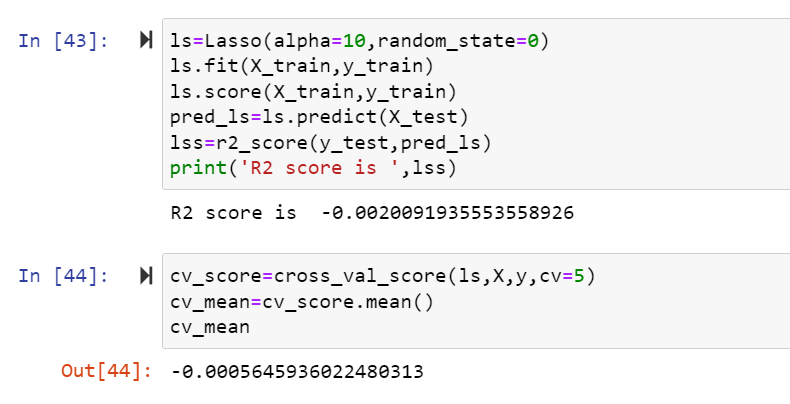 In [43]: ls=Lasso(alpha=10,random_state=0)
ls.fit(X_train,y_train)
ls.score(X_train,y_train)
pred_ls=ls.predict(X_test)
lss=r2_score(y_test,pred_ls)
print('R2 score is ',lss)
R2 score is  -0.0020091935553558926
In [44]: cv_score=cross_val_score(ls,X,y,cv=5)
cv_mean=cv_score.mean()
cv_mean
Out[44]: -0.0005645936022480313